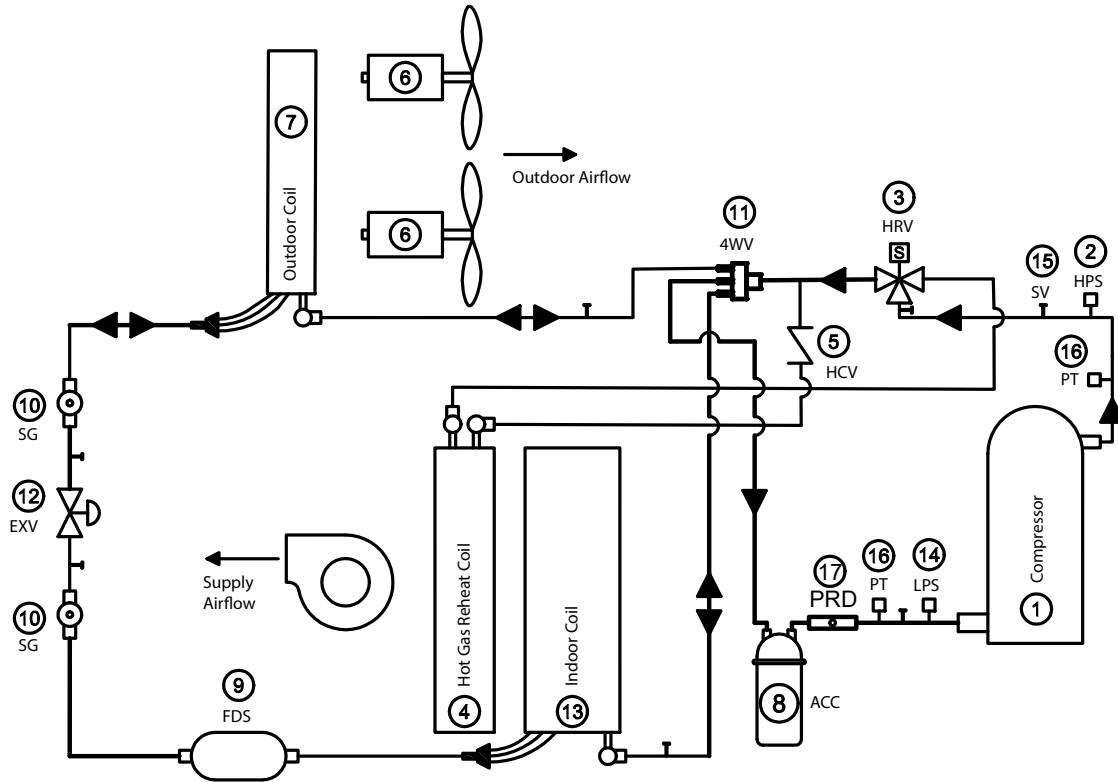 6
7
Outdoor Coil
Outdoor Airflow
6
11
4WV
3
HRV
S
15
SV
2
HPS
5
HCV
16
PT
10
SG
12
EXV
Supply
Airflow
Hot Gas Reheat Coil
4
Indoor Coil
13
17
PRD
16
PT
14
LPS
Compressor
1
10
SG
9
FDS
8
ACC